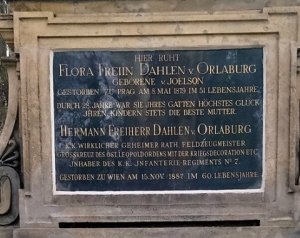 HIER RUHT
FLORA FREIIN DAHLEN v. ORLABURG
GEBORENE v. JOELSON
GESTORBEN ZU PRAG AM 8 MAI 1879 IM 51 LEBENSJAHRE,
DURCH 28 JAHRE WAR SIE IHRES GATTEN HÖCHSTES GLÜCK
IHREN KINDERN STETS DIE BESTE MUTTER.
HERMANN FREIHERR DAHLEN v. ORLABURG
K.K. WIRKLICHER GEHEIMER RATH, FELDZEUGMEISTER
GROSSKREUZ DES ÖST. LEOPOLDORDENS MIT DER KRIEGSDECORATION ETC.
INHABER DES K.K. INFANTERIE-REGIMENTS No 7.
GESTORBEN ZU WIEN AM 15. NOV. 1887 IM 60. LEBENSJAHRE.